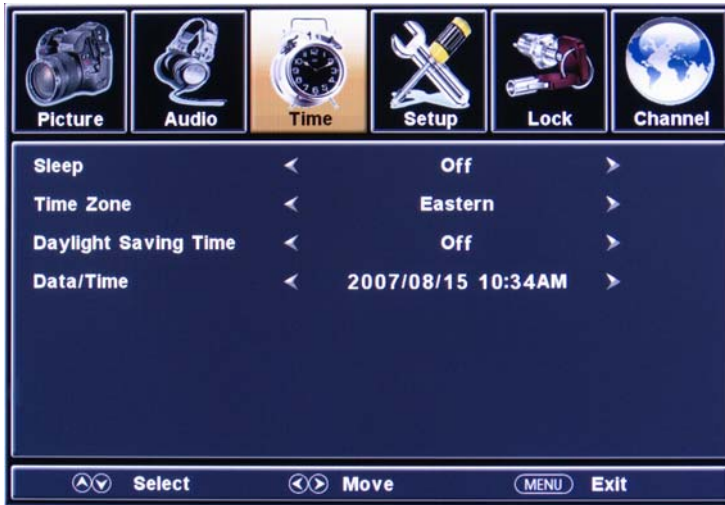 Picture Audio Time Setup Lock Channel
Sleep Off
Time Zone Eastern
Daylight Saving Time Off
Data/Time 2007/08/15 10:34AM
Select Move MENU Exit